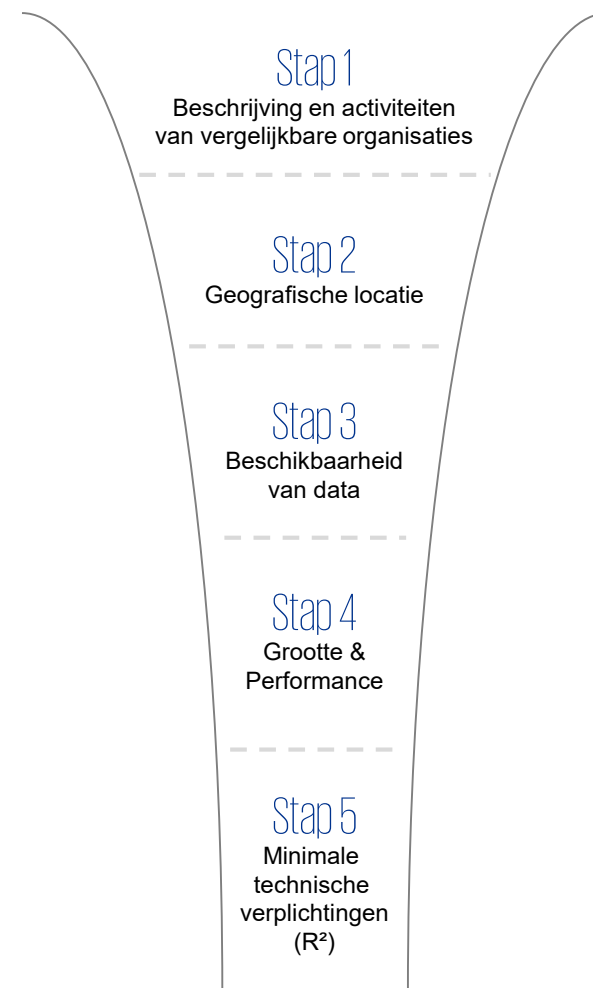 Stap 1
Beschrijving en activiteiten
van vergelijkbare organisaties
Stap 2
Geografische locatie
Stap 3
Beschikbaarheid
van data
Stap 4
Grootte &
Performance
Stap 5
Minimale
technische
verplichtingen
(R²)